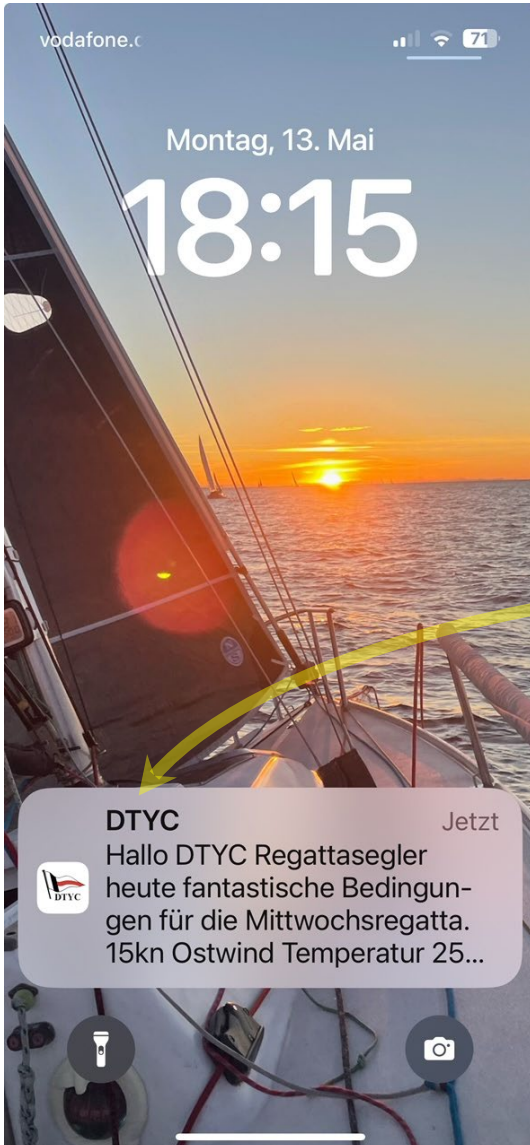 vodafone.c
71
Montag, 13. Mai
18:15
DTYC
Jetzt
Hallo DTYC Regattasegler
heute fantastische Bedingun-
gen für die Mittwochsregatta.
15kn Ostwind Temperatur 25...
DTYC